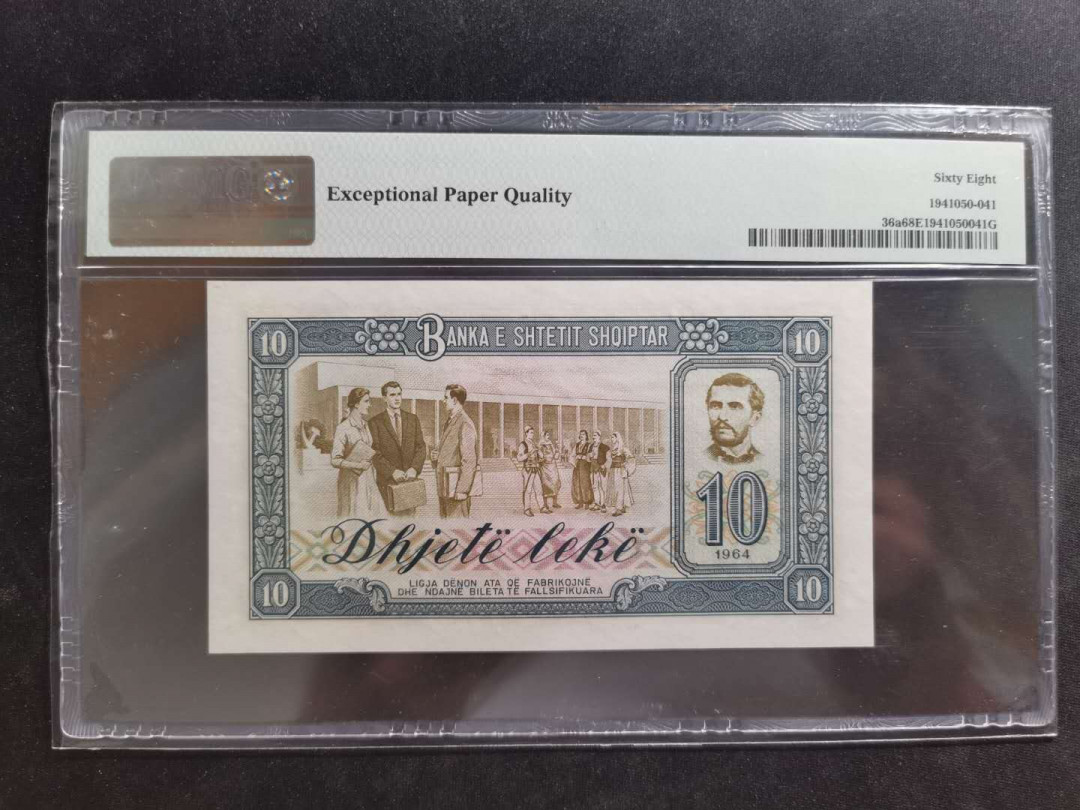 Exceptional Paper Quality
Sixty Eight
1941050-041
36a68E1941050041G
10 BANKA E SHTETIT SHQIPTAR 10
10
1964
Dhjetë lekë
LIGJA DËNON ATA QË FABRIKOJNË
DHE NDAJNË BILETA TË FALLSIFIKUARA
10 10